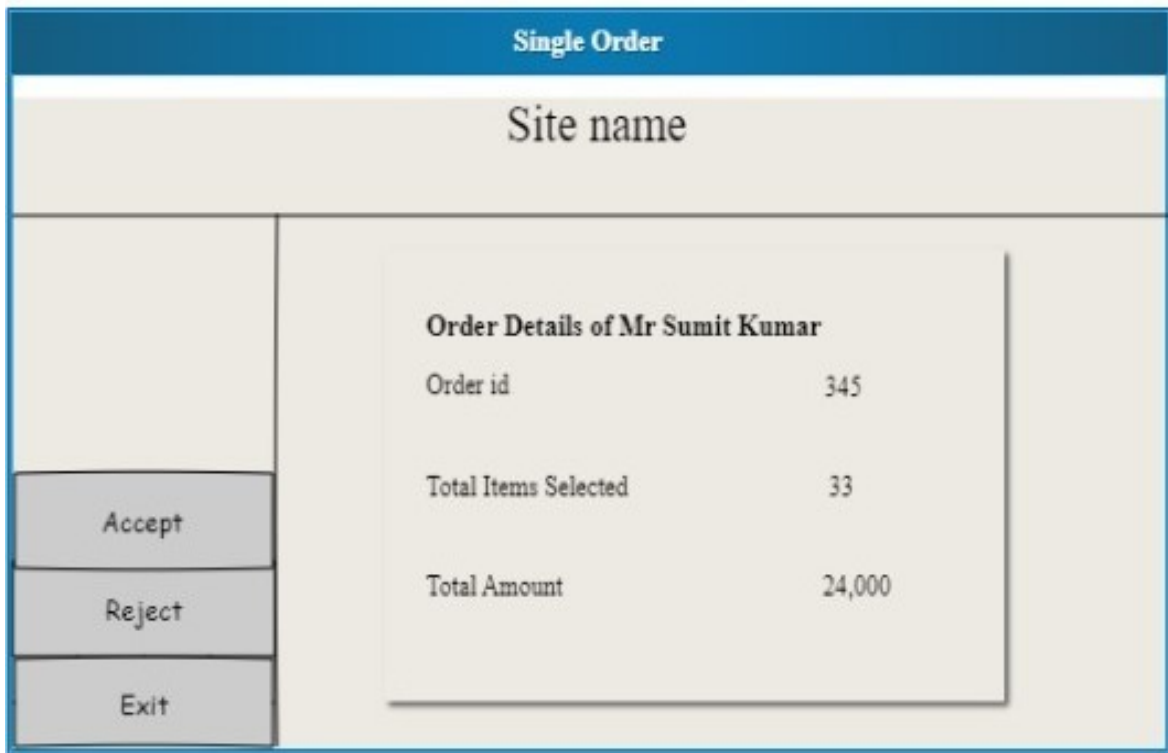 Single Order
Site name
Order Details of Mr Sumit Kumar
Order id 345
Total Items Selected 33
Total Amount 24,000
Accept
Reject
Exit